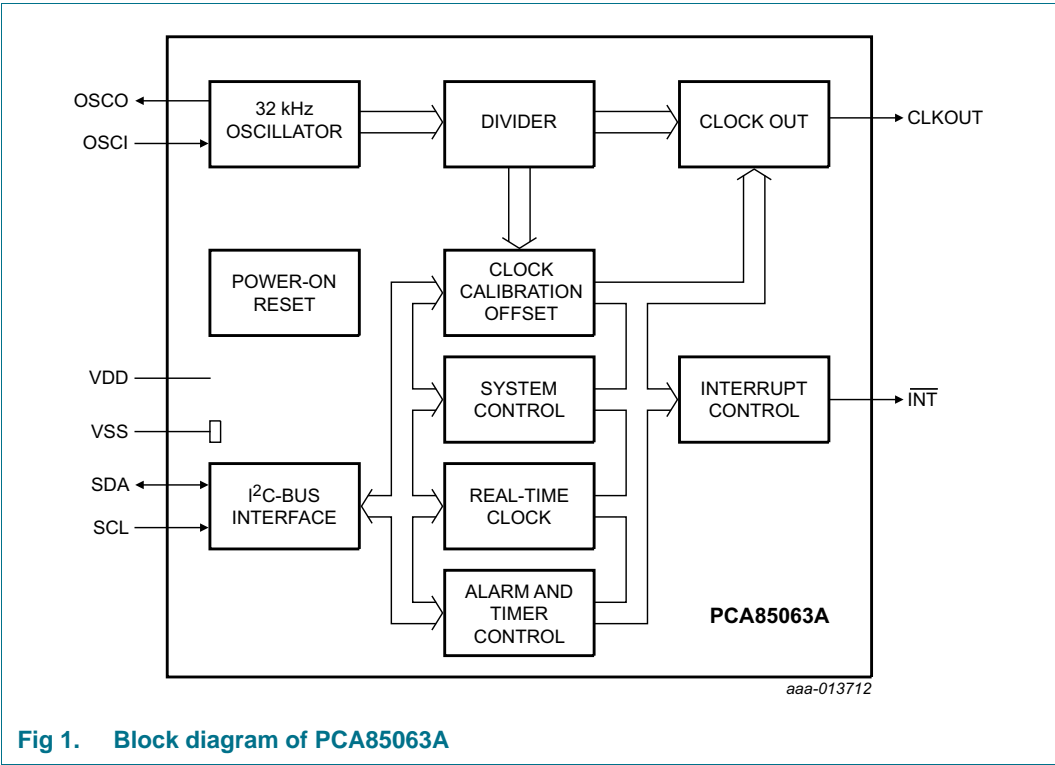 OSCO
OSCI
32 kHz
OSCILLATOR
DIVIDER
CLOCK OUT
CLKOUT
POWER-ON
RESET
CLOCK
CALIBRATION
OFFSET
VDD
VSS
SYSTEM
CONTROL
INTERRUPT
CONTROL
INT
SDA
SCL
I2C-BUS
INTERFACE
REAL-TIME
CLOCK
ALARM AND
TIMER
CONTROL
PCA85063A
aaa-013712
Fig 1. Block diagram of PCA85063A